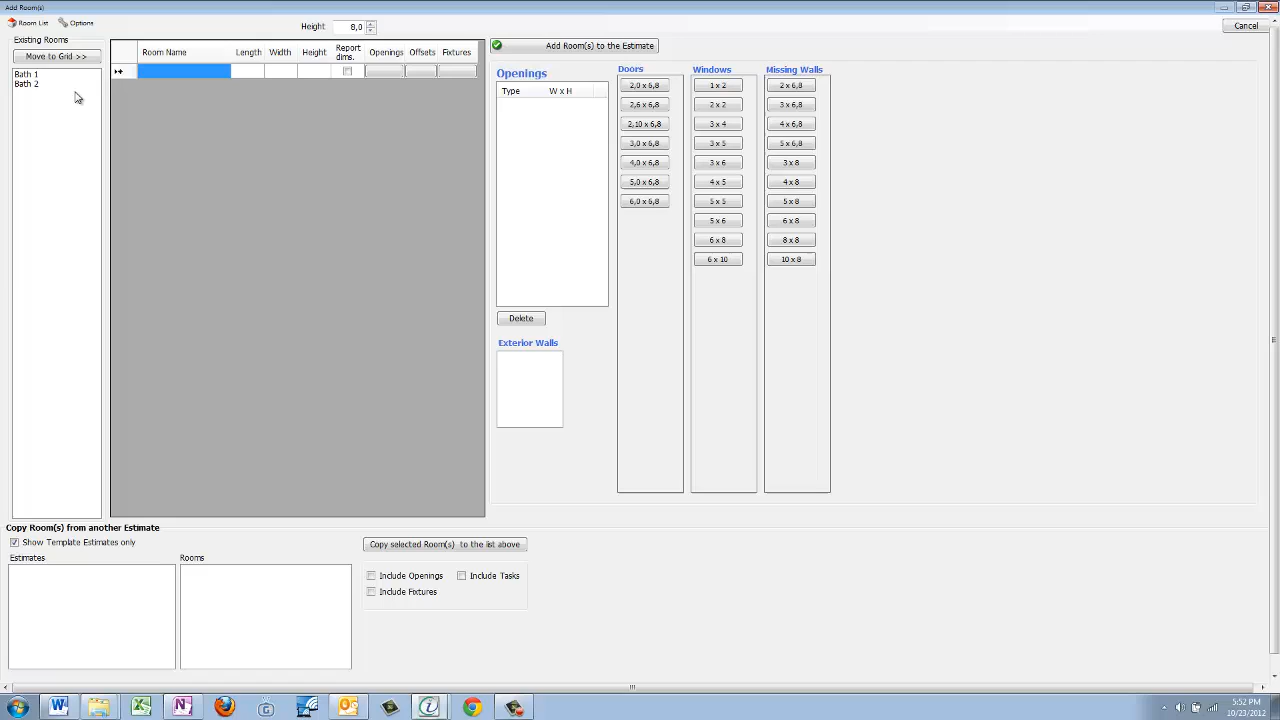 Add Room(s)
Room List Options
Height 8,0
Cancel
Existing Rooms
Move to Grid >>
Bath 1
Bath 2
Room Name Length Width Height Report dims. Openings Offsets Fixtures
Add Room(s) to the Estimate
Openings
Type W x H
Delete
Exterior Walls
Doors
2,0 x 6,8
2,6 x 6,8
2,10 x 6,8
3,0 x 6,8
4,0 x 6,8
5,0 x 6,8
6,0 x 6,8
Windows
1 x 2
2 x 2
3 x 4
3 x 5
3 x 6
4 x 5
5 x 5
5 x 6
6 x 8
6 x 10
Missing Walls
2 x 6,8
3 x 6,8
4 x 6,8
5 x 6,8
3 x 8
4 x 8
5 x 8
6 x 8
8 x 8
10 x 8
Copy Room(s) from another Estimate
Show Template Estimates only
Estimates
Rooms
Copy selected Room(s) to the list above
Include Openings Include Tasks
Include Fixtures
5:52 PM
10/23/2012